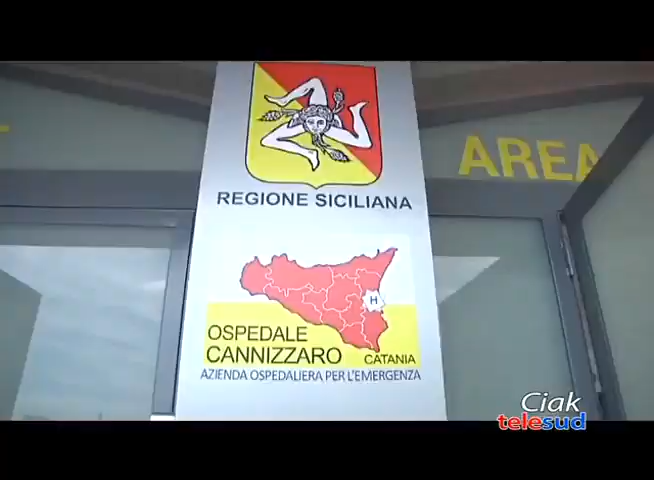 AREA
REGIONE SICILIANA
H
OSPEDALE
CANNIZZARO CATANIA
AZIENDA OSPEDALIERA PER L'EMERGENZA
Ciak
telesud